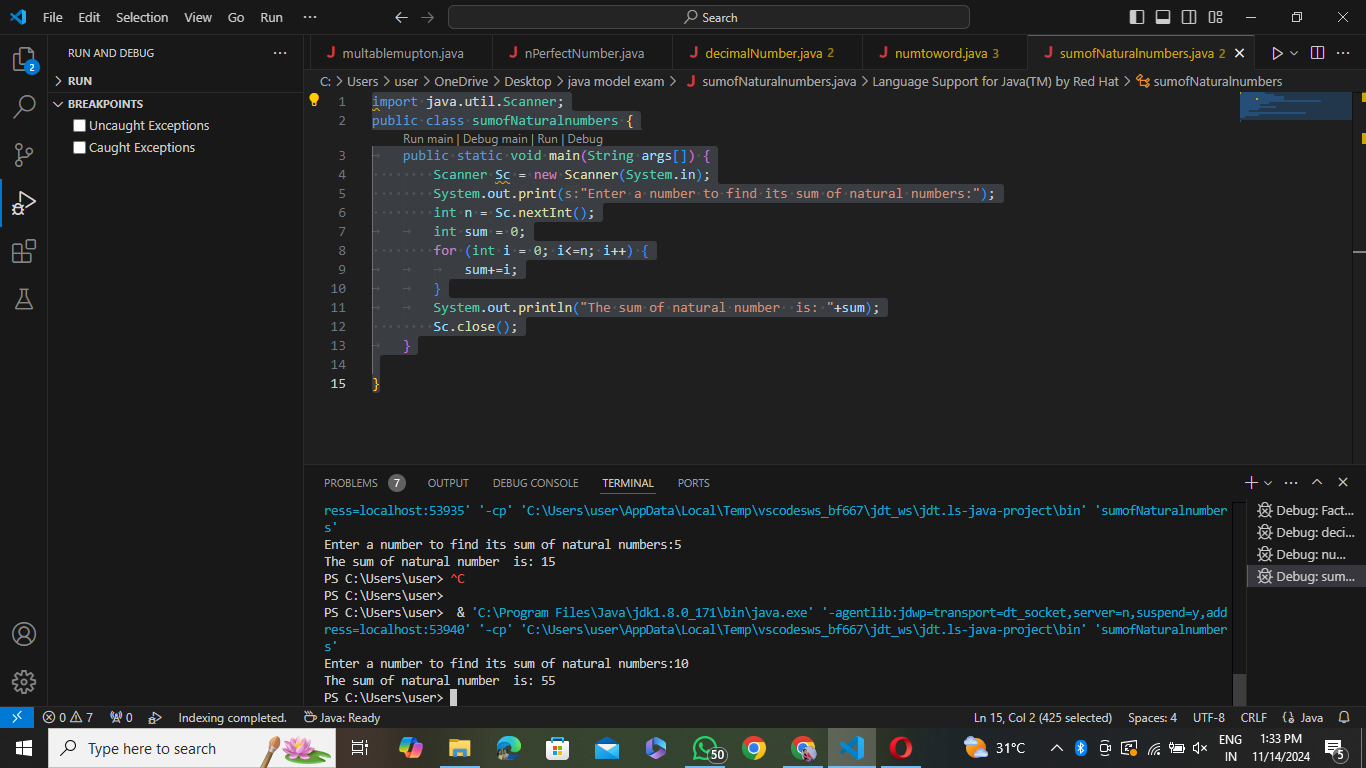 File Edit Selection View Go Run ··· Search
RUN AND DEBUG ···
2
RUN
BREAKPOINTS
Uncaught Exceptions
Caught Exceptions
multablemupton.java nPerfectNumber.java decimalNumber.java 2 numtoword.java 3 sumofNaturalnumbers.java 2
C: > Users > user > OneDrive > Desktop > java model exam > sumofNaturalnumbers.java > Language Support for Java(TM) by Red Hat > sumofNaturalnumbers
1 import java.util.Scanner;
2 public class sumofNaturalnumbers {
Run main | Debug main | Run | Debug
3 public static void main(String args[]) {
4 Scanner Sc = new Scanner(System.in);
5 System.out.print(s:"Enter a number to find its sum of natural numbers:");
6 int n = Sc.nextInt();
7 int sum = 0;
8 for (int i = 0; i<=n; i++) {
9 sum+=i;
10 }
11 System.out.println("The sum of natural number  is: "+sum);
12 Sc.close();
13 }
14
15 }
PROBLEMS 7 OUTPUT DEBUG CONSOLE TERMINAL PORTS
ress=localhost:53935' '-cp' 'C:\Users\user\AppData\Local\Temp\vscodesws_bf667\jdt_ws\jdt.ls-java-project\bin' 'sumofNaturalnumber
s'
Enter a number to find its sum of natural numbers:5
The sum of natural number  is: 15
PS C:\Users\user> ^C
PS C:\Users\user>
PS C:\Users\user>  & 'C:\Program Files\Java\jdk1.8.0_171\bin\java.exe' '-agentlib:jdwp=transport=dt_socket,server=n,suspend=y,add
ress=localhost:53940' '-cp' 'C:\Users\user\AppData\Local\Temp\vscodesws_bf667\jdt_ws\jdt.ls-java-project\bin' 'sumofNaturalnumber
s'
Enter a number to find its sum of natural numbers:10
The sum of natural number  is: 55
PS C:\Users\user>
Debug: Fact...
Debug: deci...
Debug: nu...
Debug: sum...
0 7 0 Indexing completed. Java: Ready Ln 15, Col 2 (425 selected) Spaces: 4 UTF-8 CRLF {} Java
Type here to search 50 31°C ENG IN 1:33 PM 11/14/2024 5